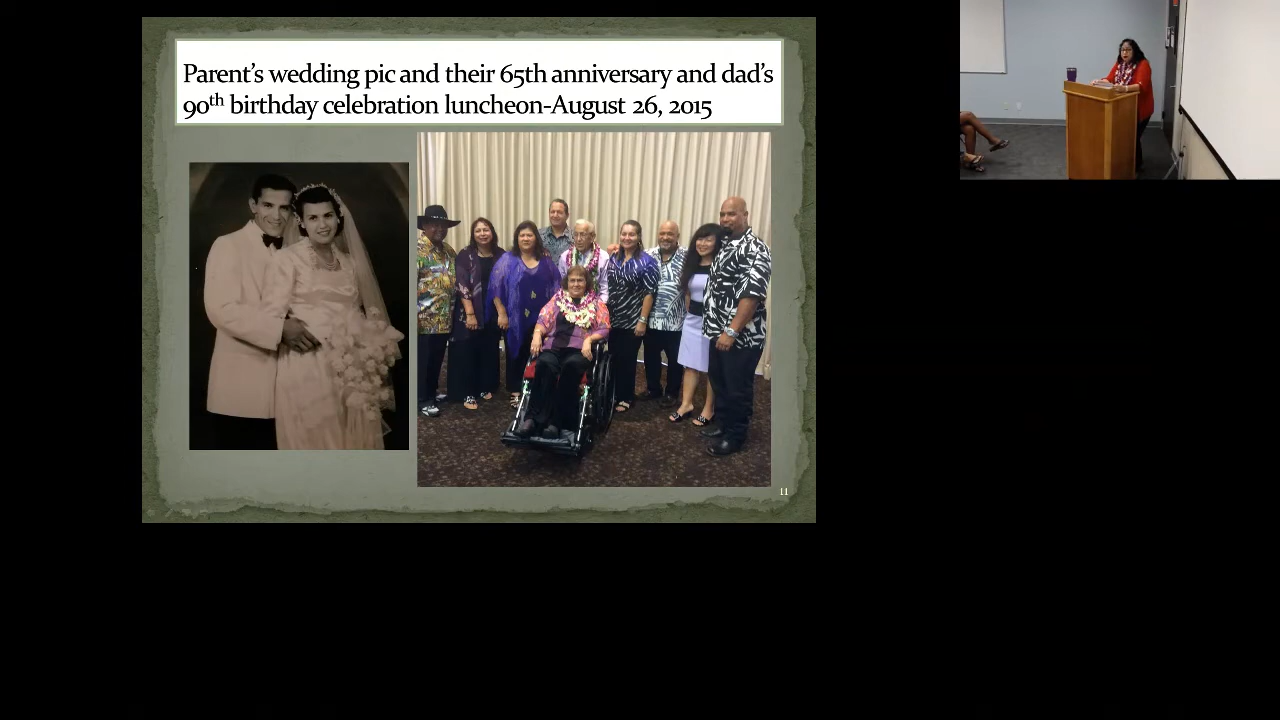 Parent's wedding pic and their 65th anniversary and dad's
90th birthday celebration luncheon-August 26, 2015
11